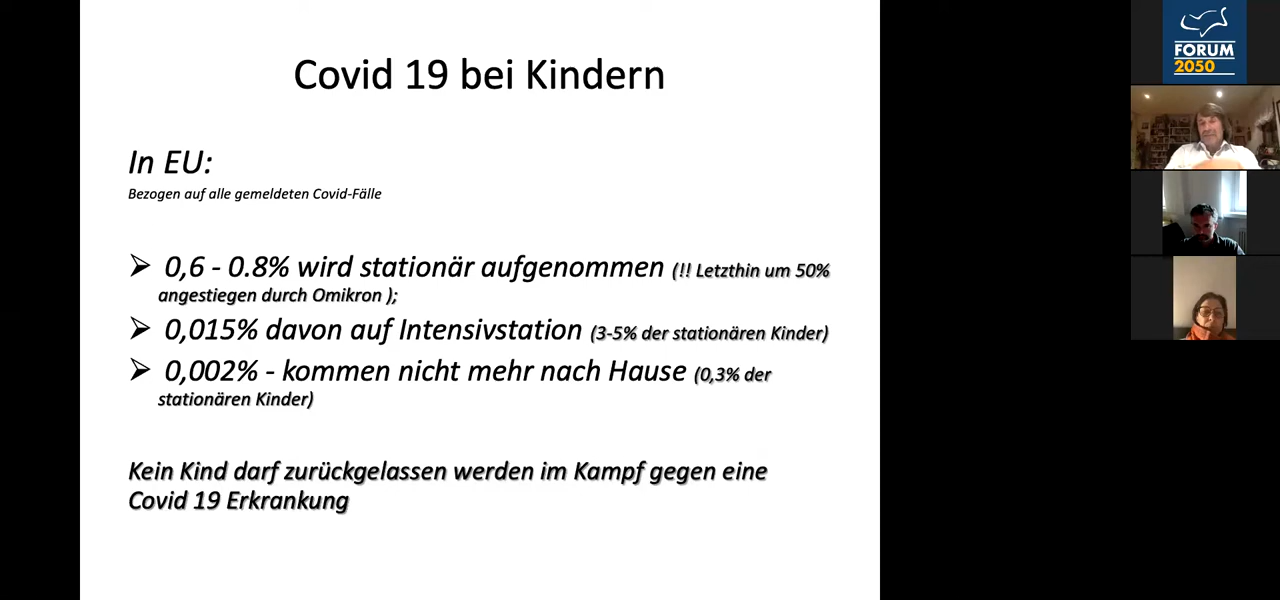 Covid 19 bei Kindern
In EU:
Bezogen auf alle gemeldeten Covid-Fälle
➢ 0,6 - 0.8% wird stationär aufgenommen (!! Letzthin um 50%
angestiegen durch Omikron );
➢ 0,015% davon auf Intensivstation (3-5% der stationären Kinder)
➢ 0,002% - kommen nicht mehr nach Hause (0,3% der
stationären Kinder)
Kein Kind darf zurückgelassen werden im Kampf gegen eine
Covid 19 Erkrankung
FORUM
2050